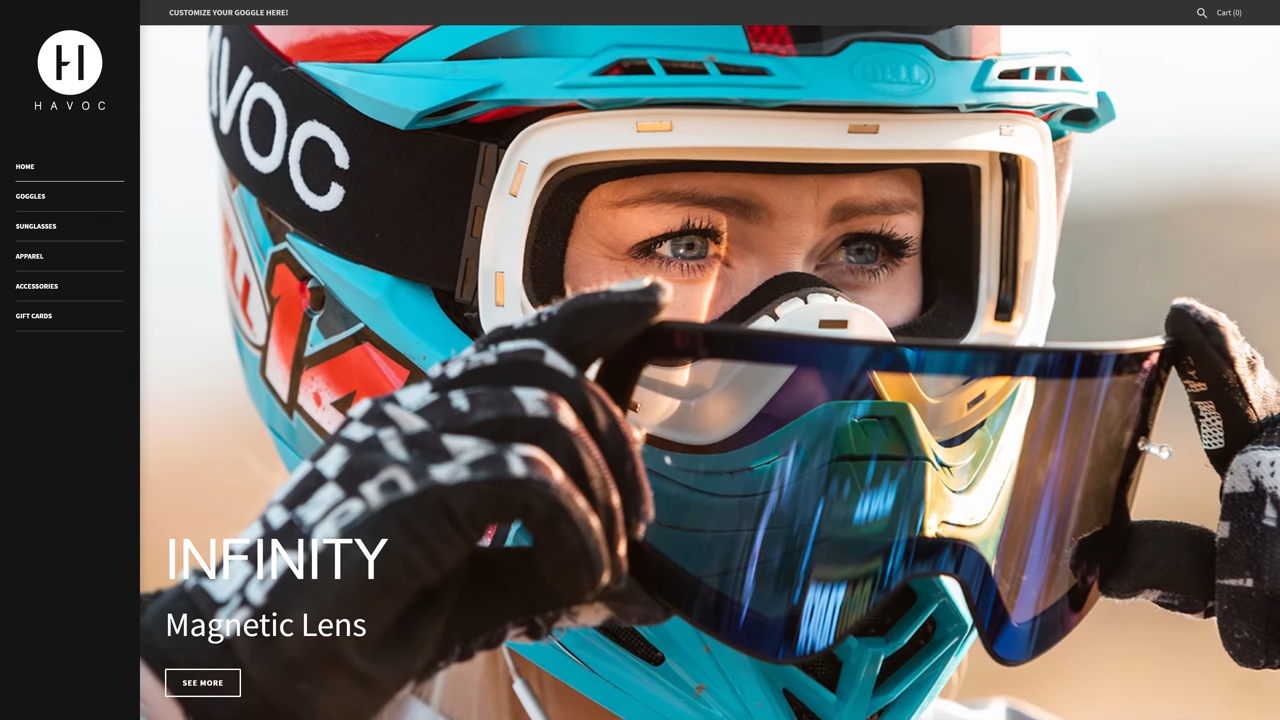 CUSTOMIZE YOUR GOGGLE HERE!
Cart (0)
H
HAVOC
HOME
GOGGLES
SUNGLASSES
APPAREL
ACCESSORIES
GIFT CARDS
VOC
BELL
INFINITY
Magnetic Lens
SEE MORE